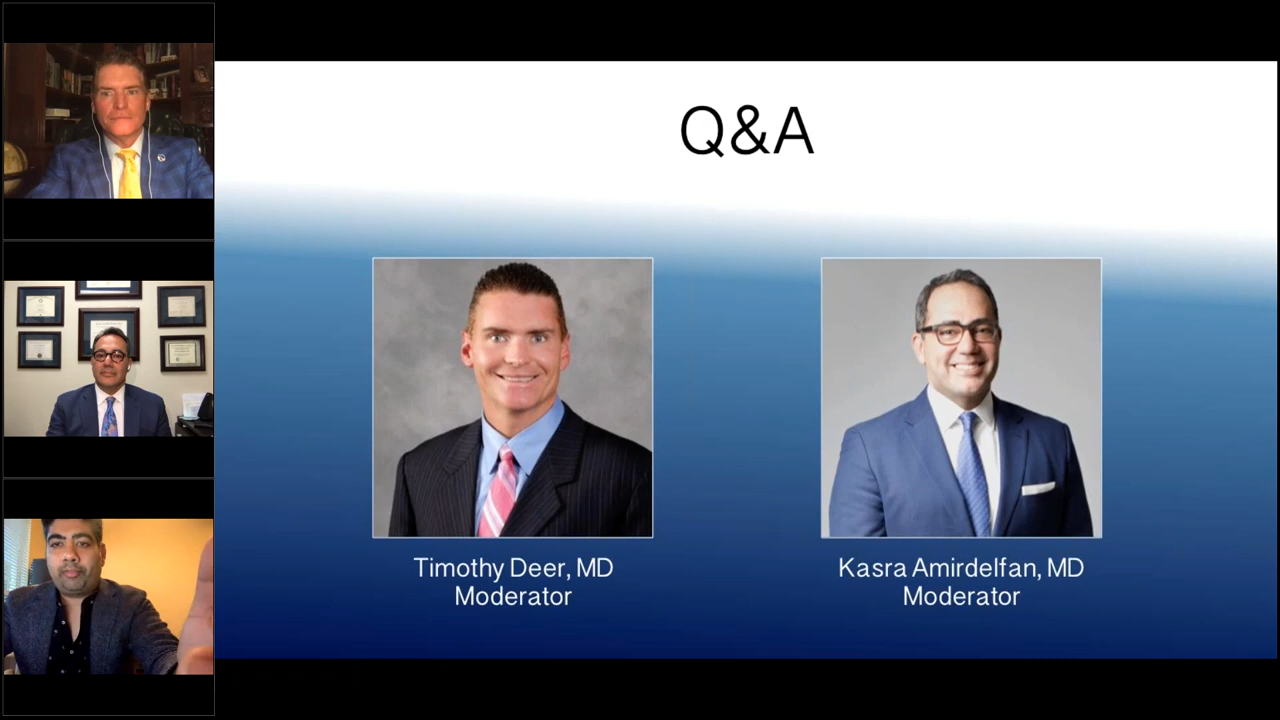 Q&A
Timothy Deer, MD
Moderator
Kasra Amirdelfan, MD
Moderator